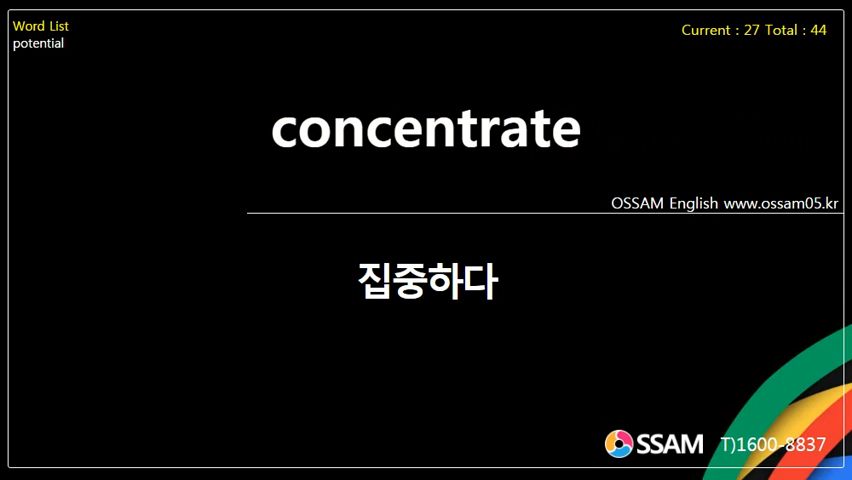 Word List
potential
Current : 27 Total : 44
concentrate
OSSAM English www.ossam05.kr
집중하다
OSSAM T)1600-8837